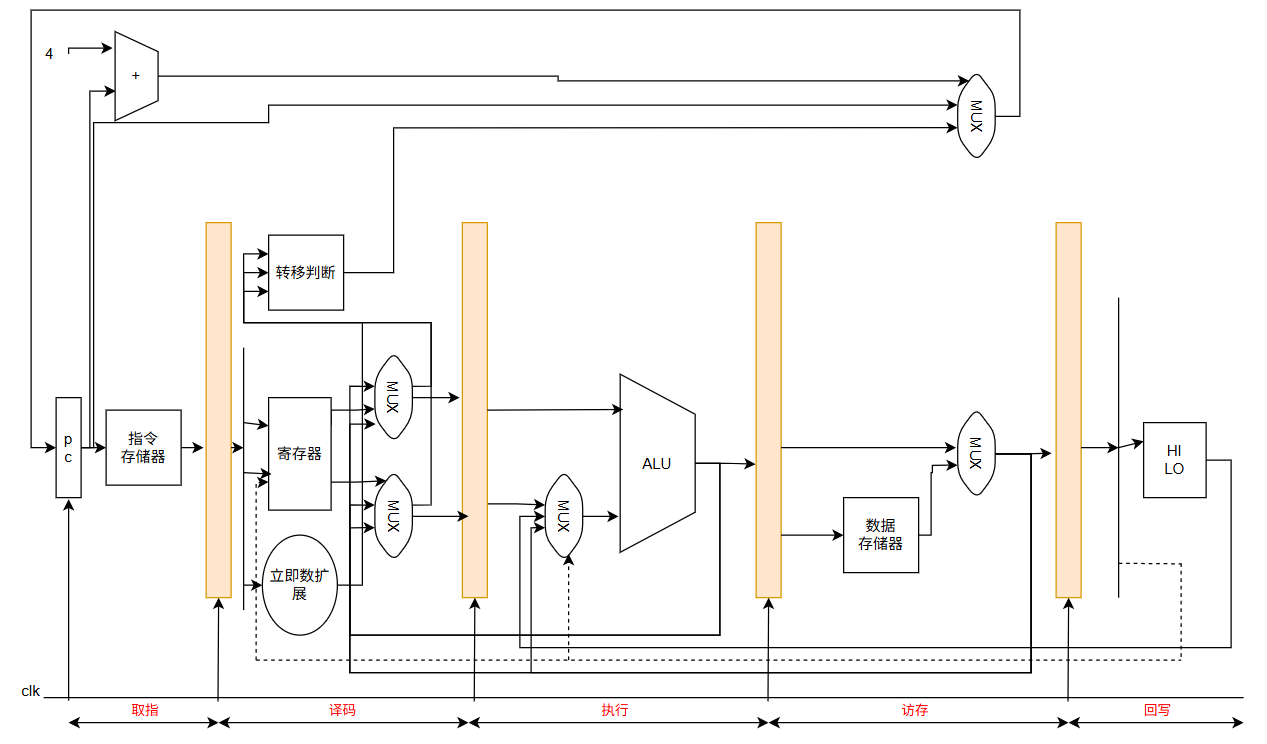 4
+
MUX
转移判断
MUX
p
c
指令
存储器
寄存器
ALU
MUX
HI
LO
MUX
MUX
数据
存储器
立即数扩
展
clk
取指
译码
执行
访存
回写